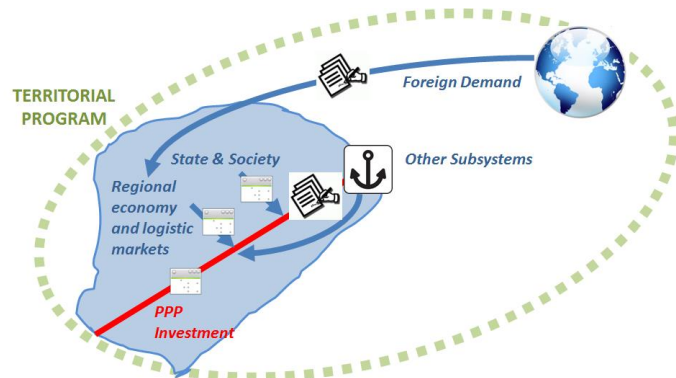 Foreign Demand
TERRITORIAL
PROGRAM
State & Society
Other Subsystems
Regional
economy
and logistic
markets
PPP
Investment